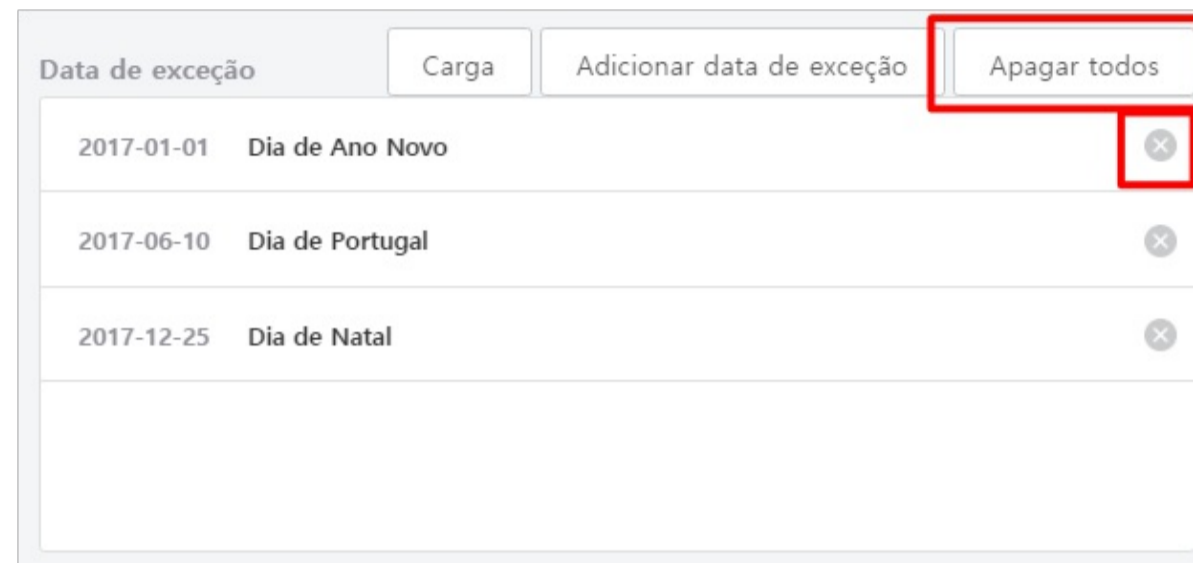 Data de exceção Carga Adicionar data de exceção Apagar todos
2017-01-01 Dia de Ano Novo
2017-06-10 Dia de Portugal
2017-12-25 Dia de Natal